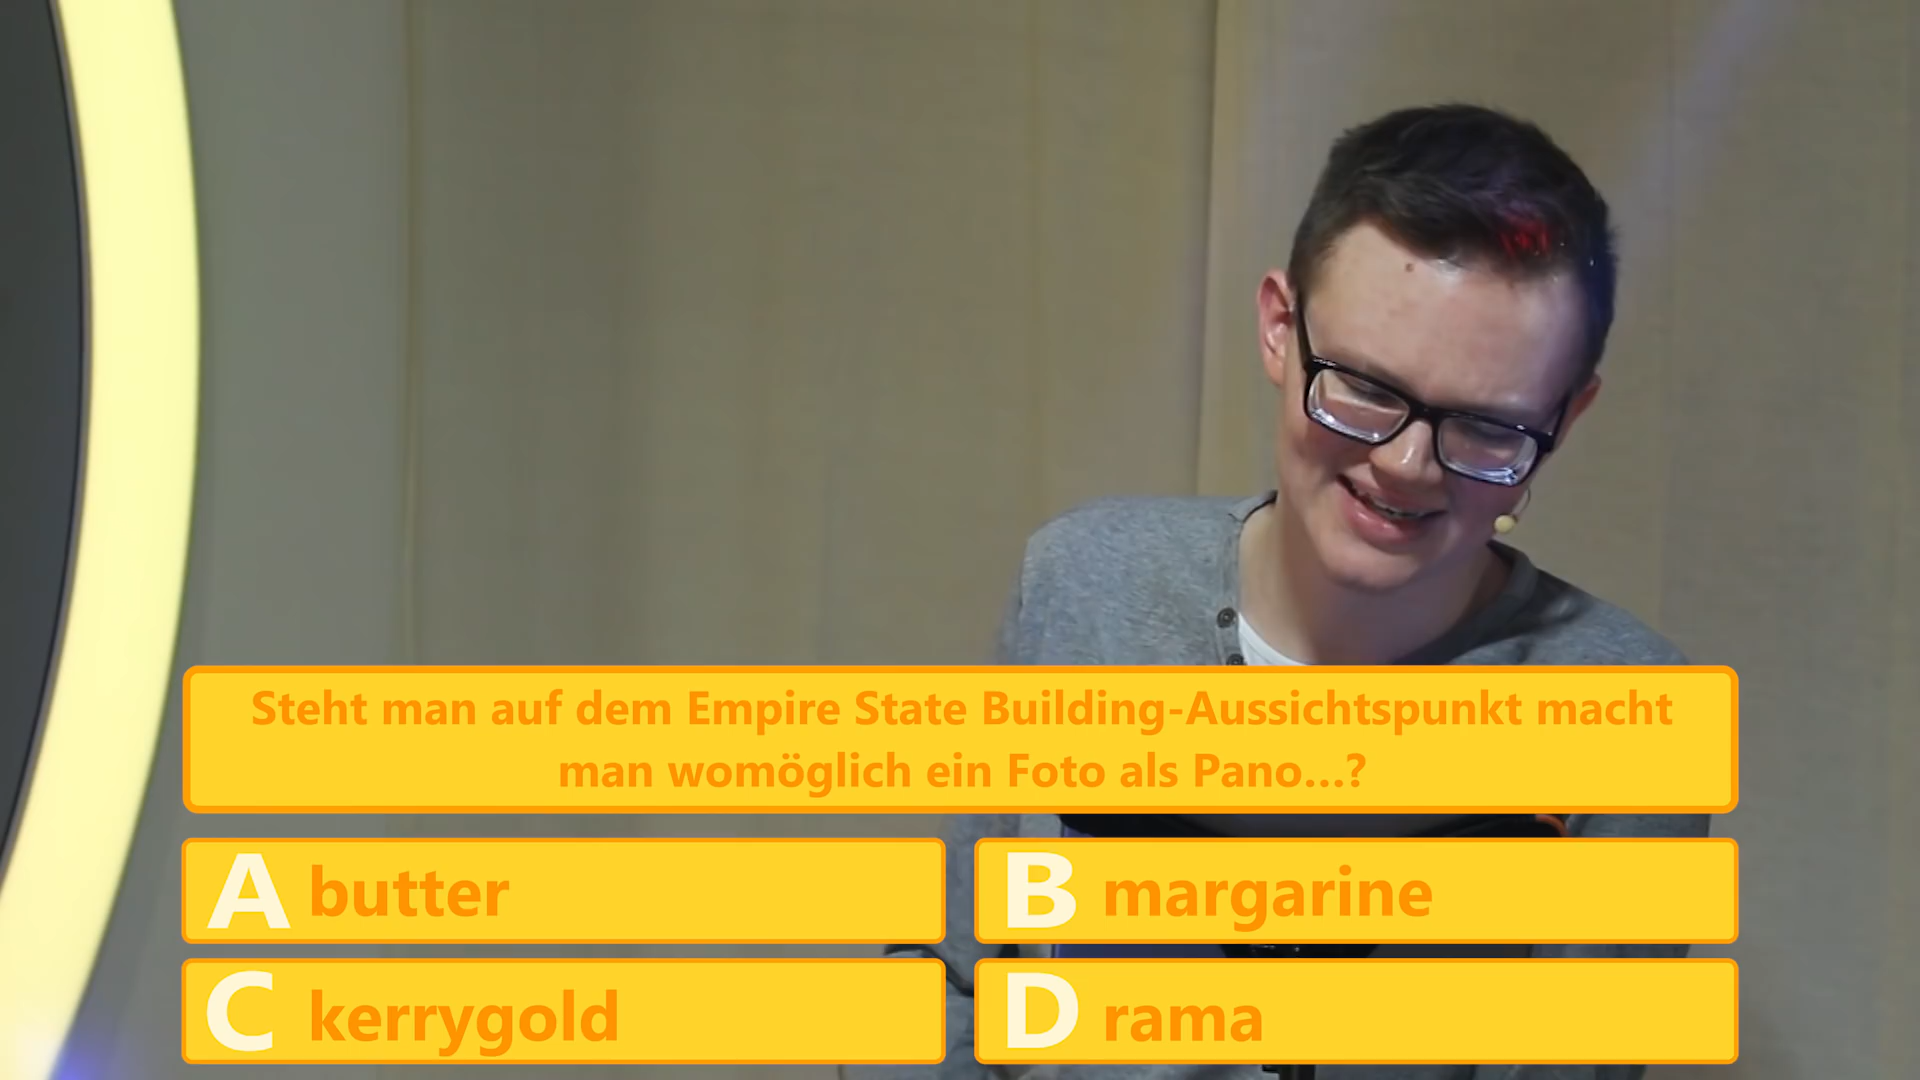 Steht man auf dem Empire State Building-Aussichtspunkt macht
man womöglich ein Foto als Pano...?
A butter
B margarine
C kerrygold
D rama